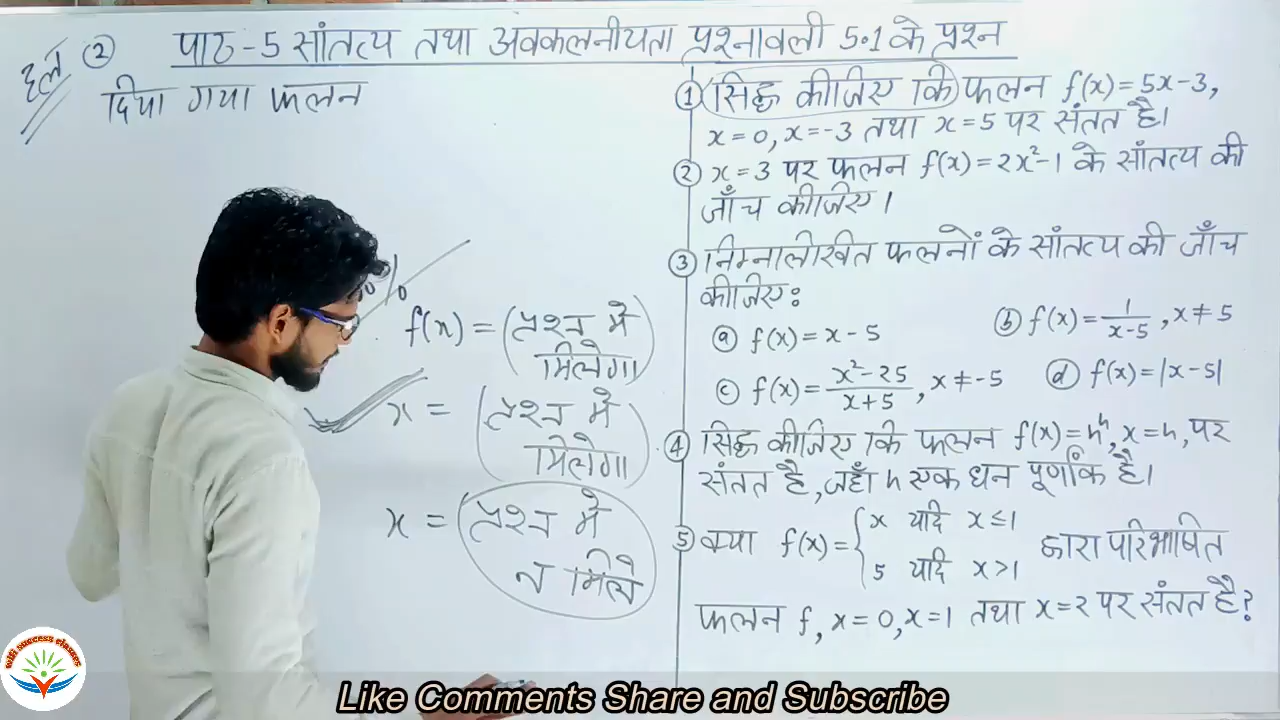 हल ② पाठ-5 सांतत्य तथा अवकलनीयता प्रश्नावली 5.1 के प्रश्न
दिया गया फलन
%
f(x) = (प्रश्न मे
मिलेगा)
x = (प्रश्न मे
मिलेगा)
x = (प्रश्न मे
न मिले)
① (सिद्ध कीजिए कि) फलन f(x) = 5x-3,
x=0, x=-3 तथा x=5 पर संतत है।
② x=3 पर फलन f(x)=2x²-1 के सांतत्य की
जाँच कीजिए।
③ निम्नलिखित फलनों के सांतत्य की जाँच
कीजिए:
ⓐ f(x) = x-5 ⓑ f(x) = 1/(x-5), x≠5
ⓒ f(x) = (x²-25)/(x+5), x≠-5 ⓓ f(x) = |x-5|
④ सिद्ध कीजिए कि फलन f(x)=xⁿ, x=n, पर
संतत है, जहाँ n एक धन पूर्णांक है।
⑤ क्या f(x) = { x यदि x≤1
5 यदि x>1 द्वारा परिभाषित
फलन f, x=0, x=1 तथा x=2 पर संतत है?
wifi success classes
Like Comments Share and Subscribe